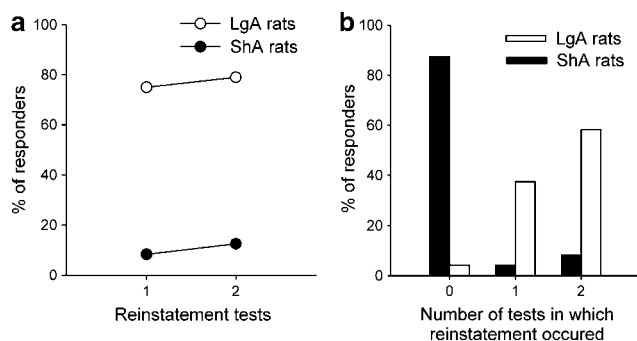 a
LgA rats
ShA rats
% of responders
100
80
60
40
20
0
1
2
Reinstatement tests
b
LgA rats
ShA rats
% of responders
100
80
60
40
20
0
0
1
2
Number of tests in which
reinstatement occured